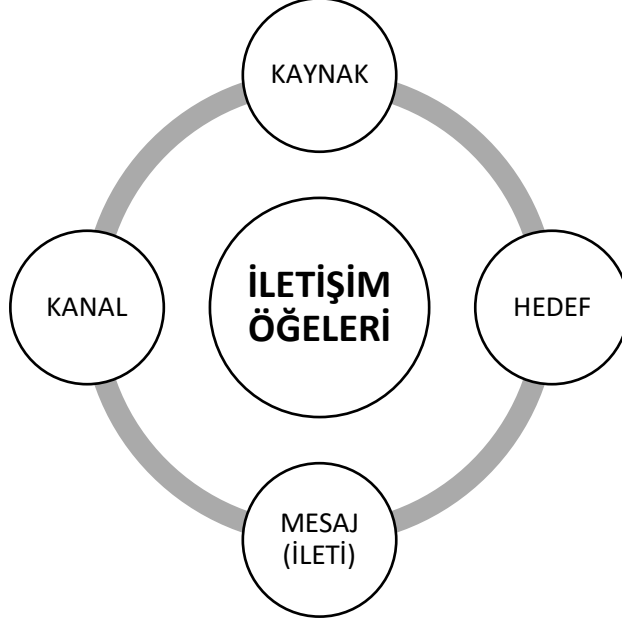 KAYNAK
KANAL
İLETİŞİM
ÖĞELERİ
HEDEF
MESAJ
(İLETİ)